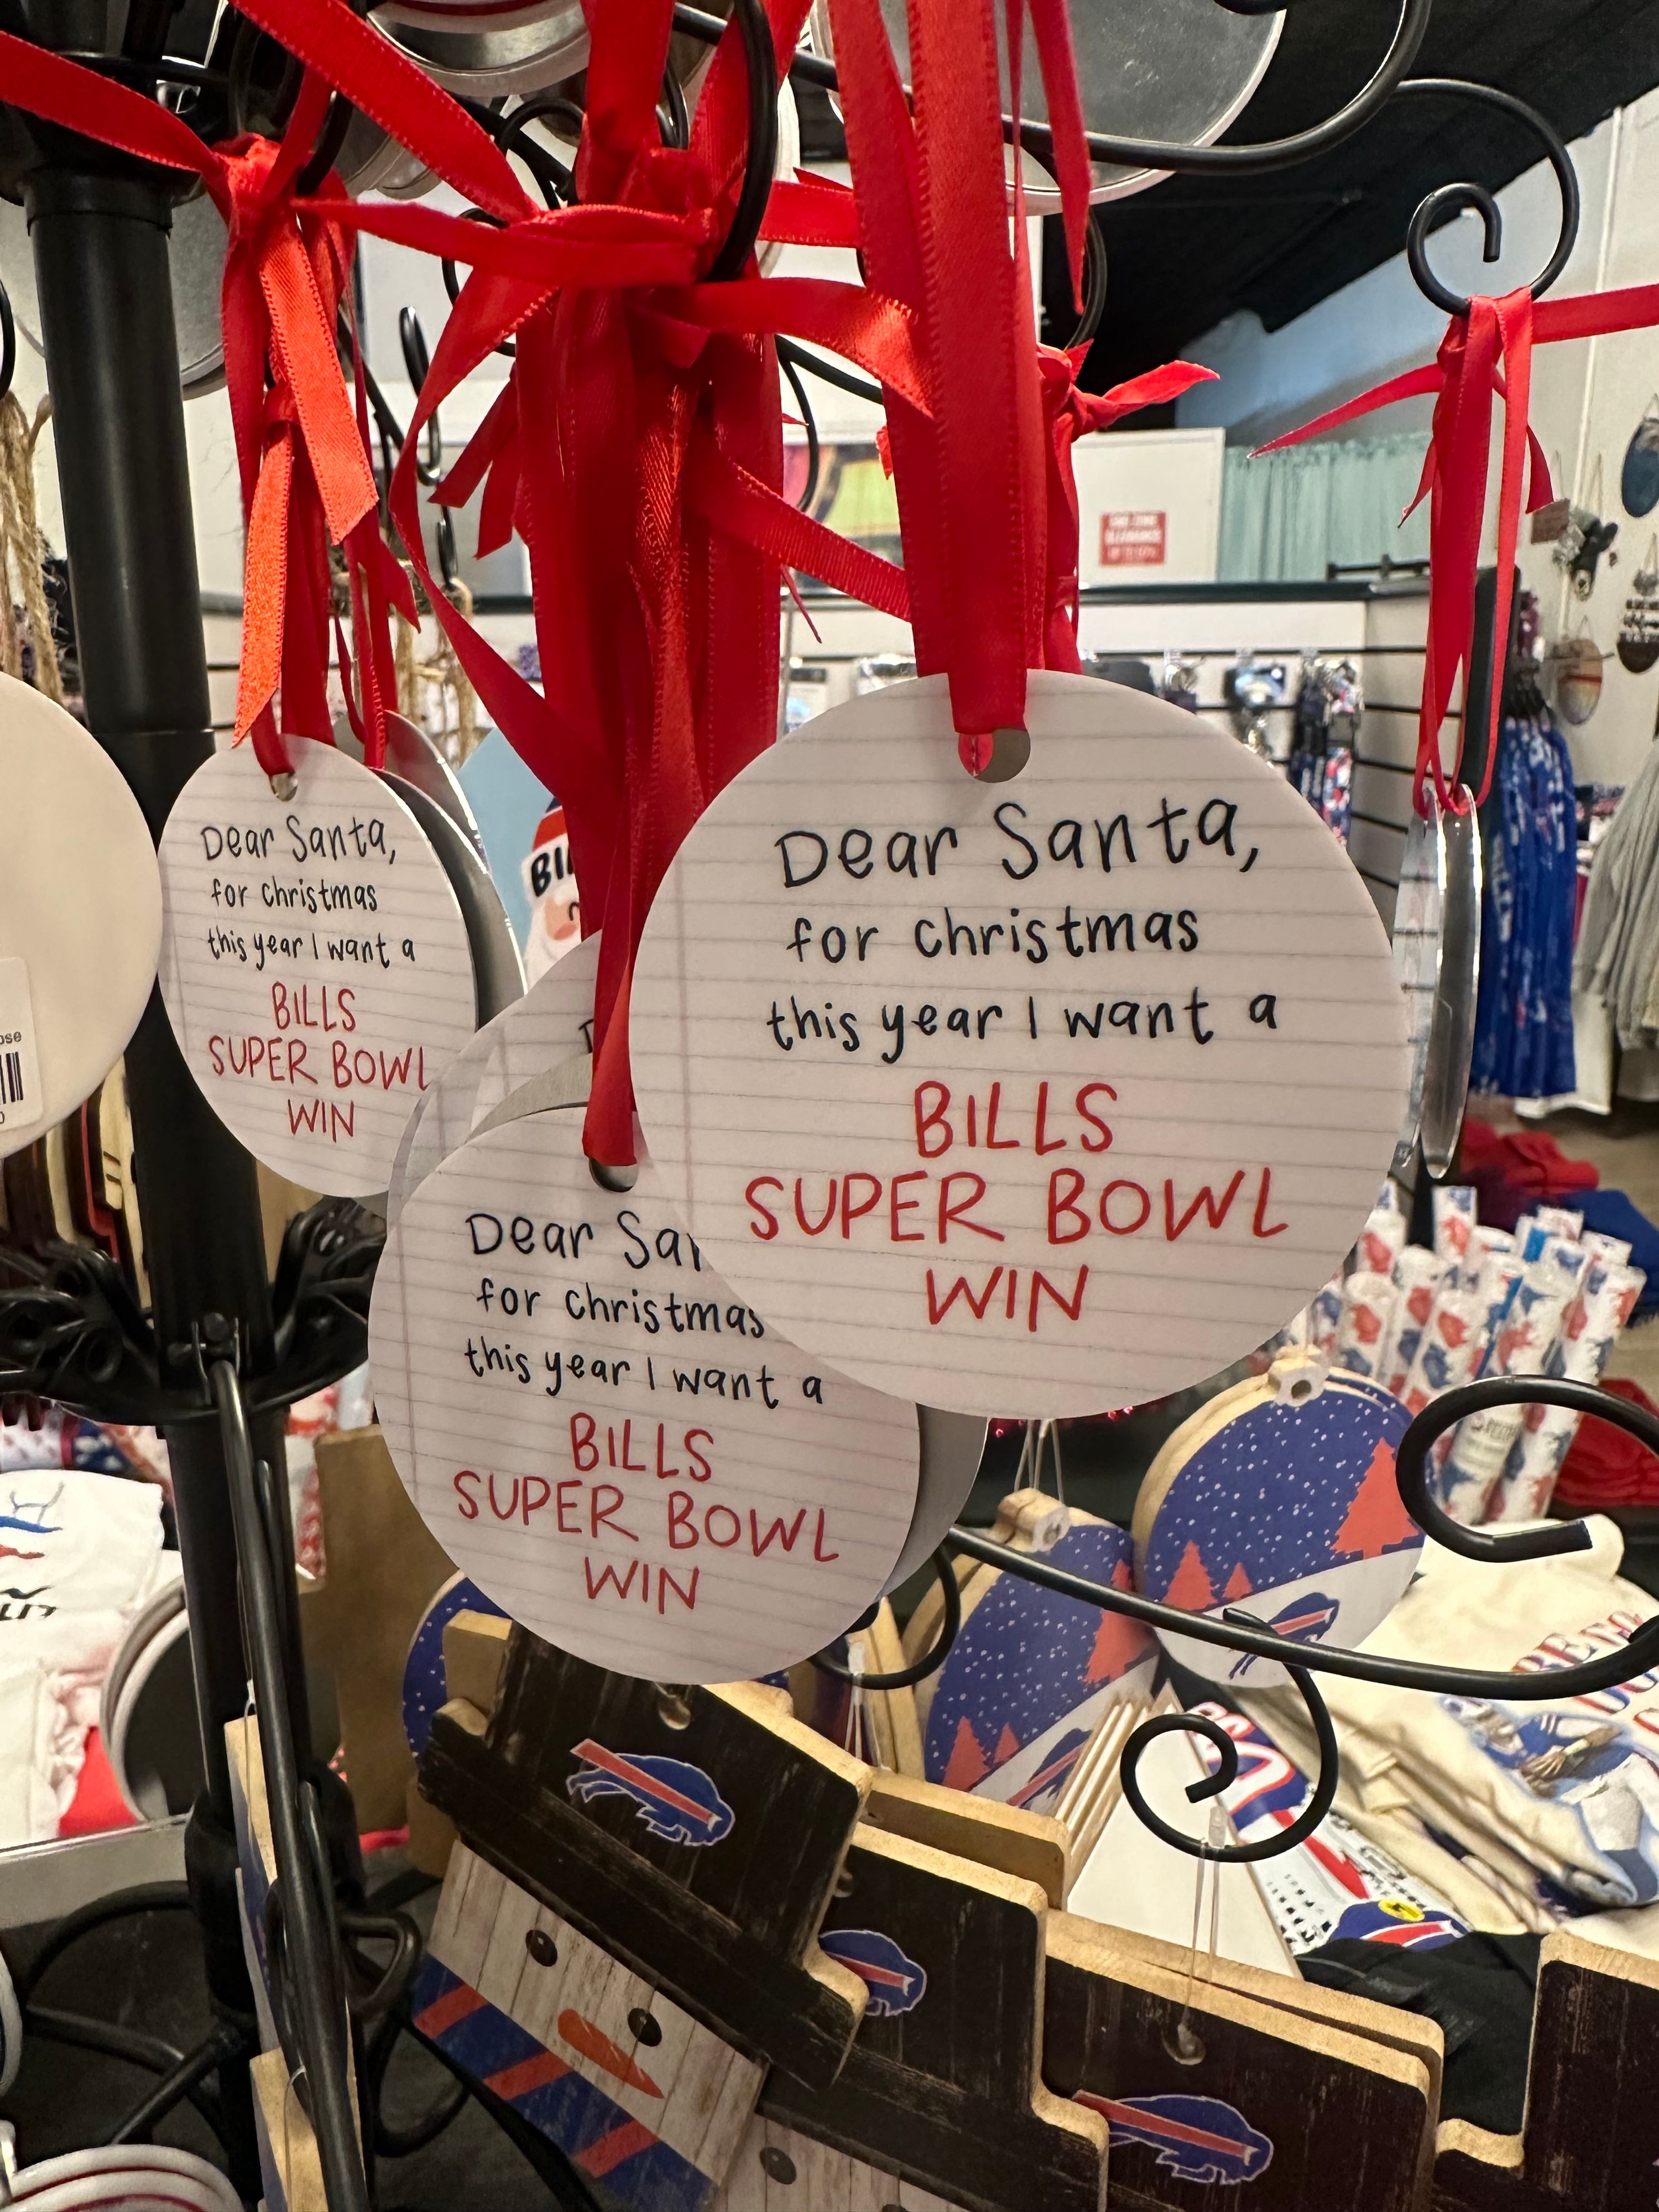 Dear Santa,
for christmas
this year I want a
BILLS
SUPER BOWL
WIN
Dear Santa,
for christmas
this year I want a
BILLS
SUPER BOWL
WIN
Dear Sa
for christmas
this year I want a
BILLS
SUPER BOWL
WIN